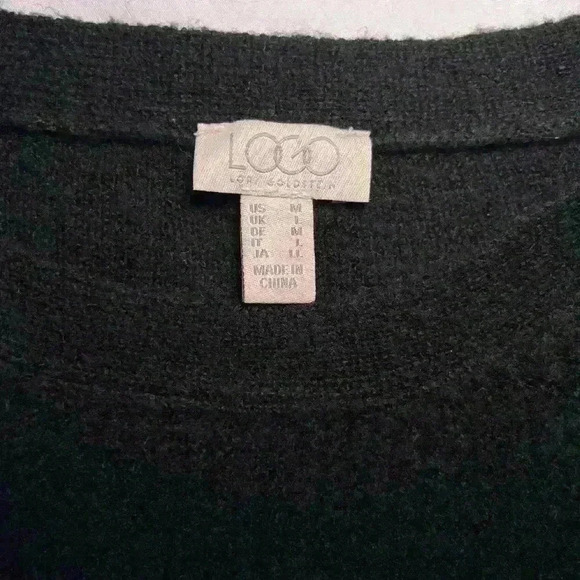 LOGO
LORI GOLDSTEIN
US M
UK L
DE M
IT L
JA LL
MADE IN
CHINA